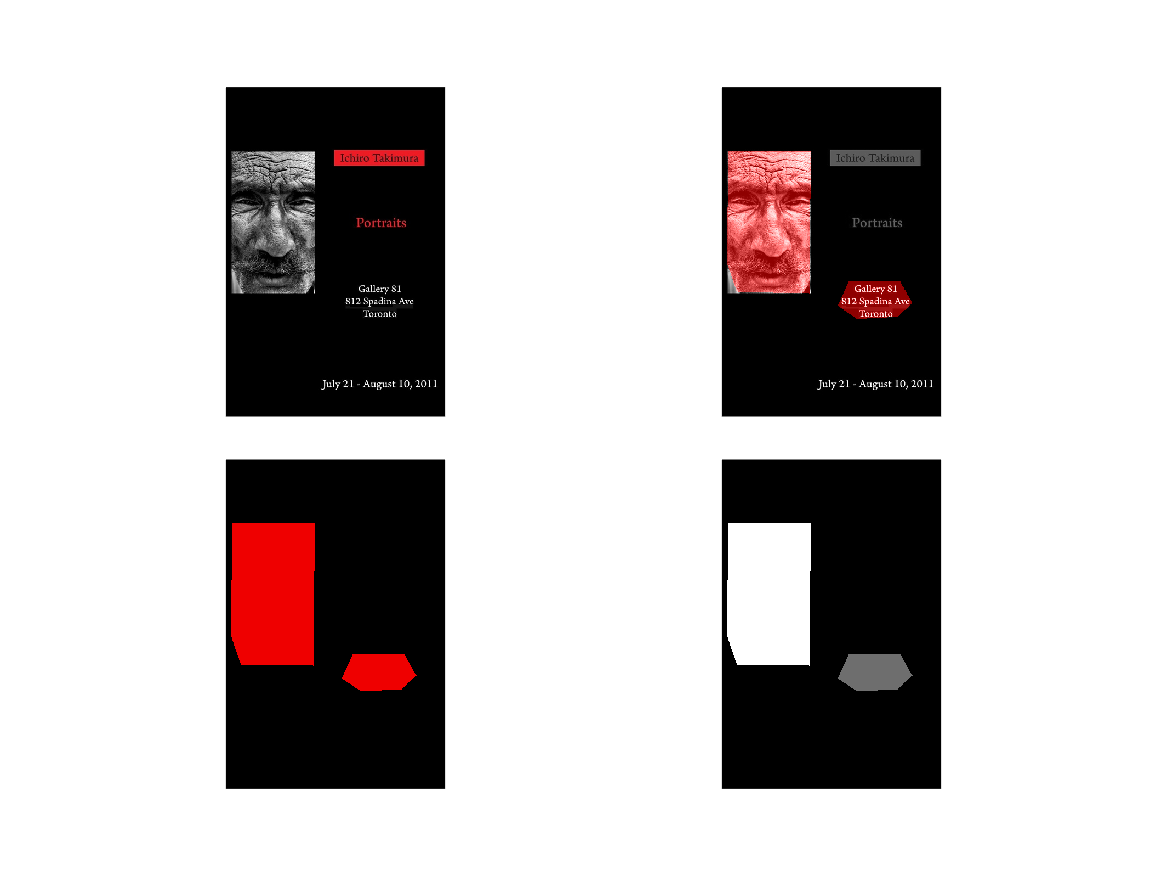 Ichiro Takimura
Portraits
Gallery 81
812 Spadina Ave
Toronto
July 21 - August 10, 2011
Ichiro Takimura
Portraits
Gallery 81
812 Spadina Ave
Toronto
July 21 - August 10, 2011